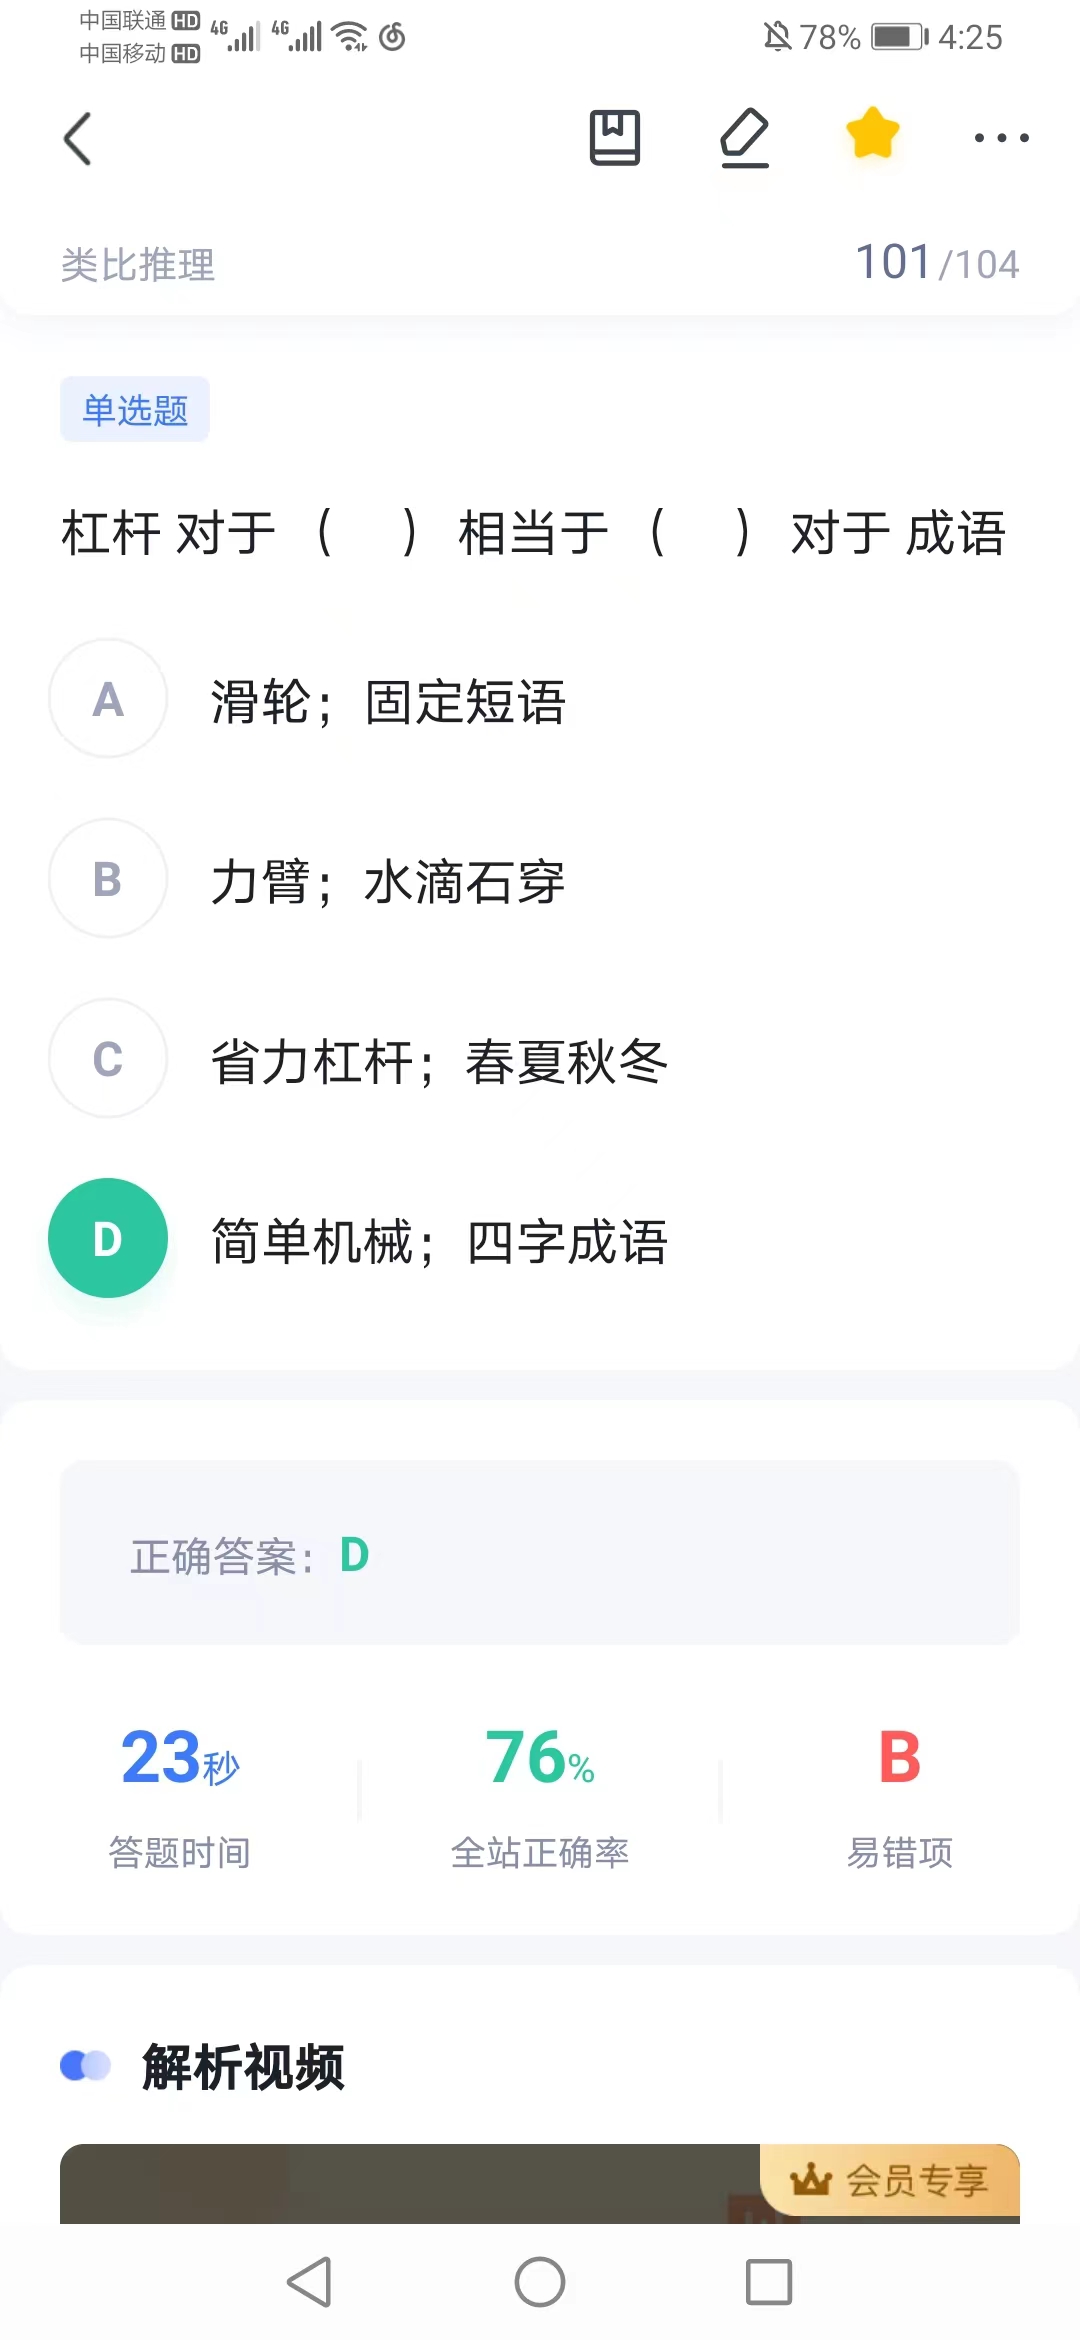 中国联通 HD 4G 4G 78% 4:25
中国移动 HD
类比推理 101/104
单选题
杠杆 对于 （ ） 相当于 （ ） 对于 成语
A 滑轮；固定短语
B 力臂；水滴石穿
C 省力杠杆；春夏秋冬
D 简单机械；四字成语
正确答案：D
23秒 76% B
答题时间 全站正确率 易错项
解析视频
会员专享